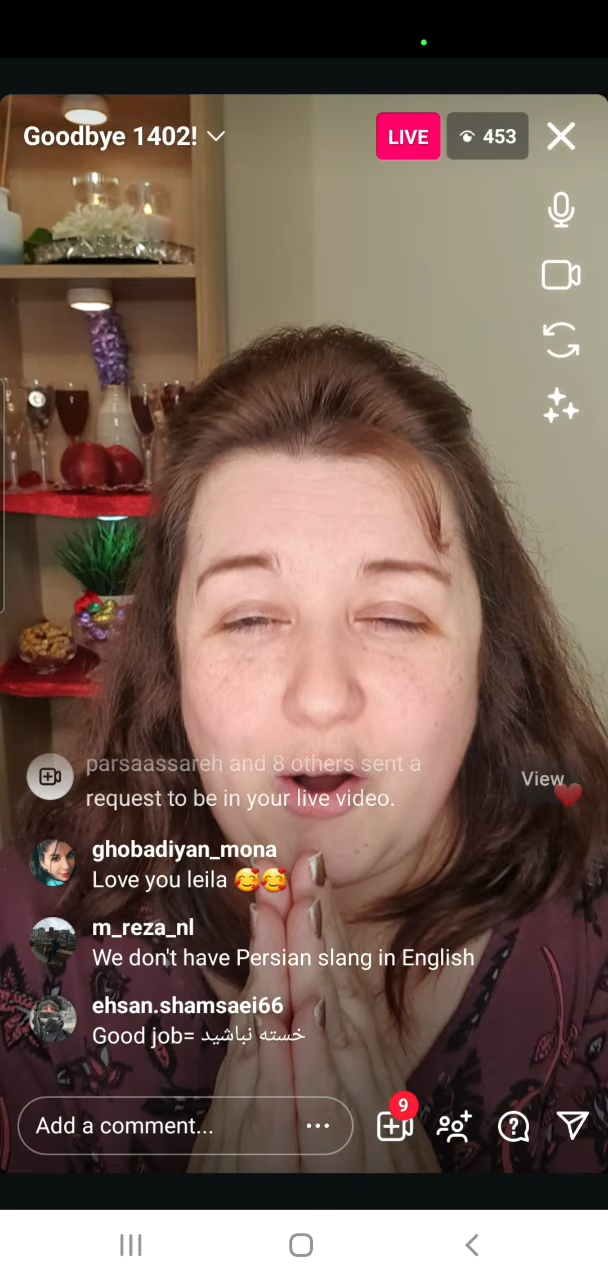 Goodbye 1402!
LIVE
453
parsaassareh and 8 others sent a
request to be in your live video.
View
ghobadiyan_mona
Love you leila 🥰🥰
m_reza_nl
We don't have Persian slang in English
ehsan.shamsaei66
Good job= خسته نباشید
Add a comment...
9